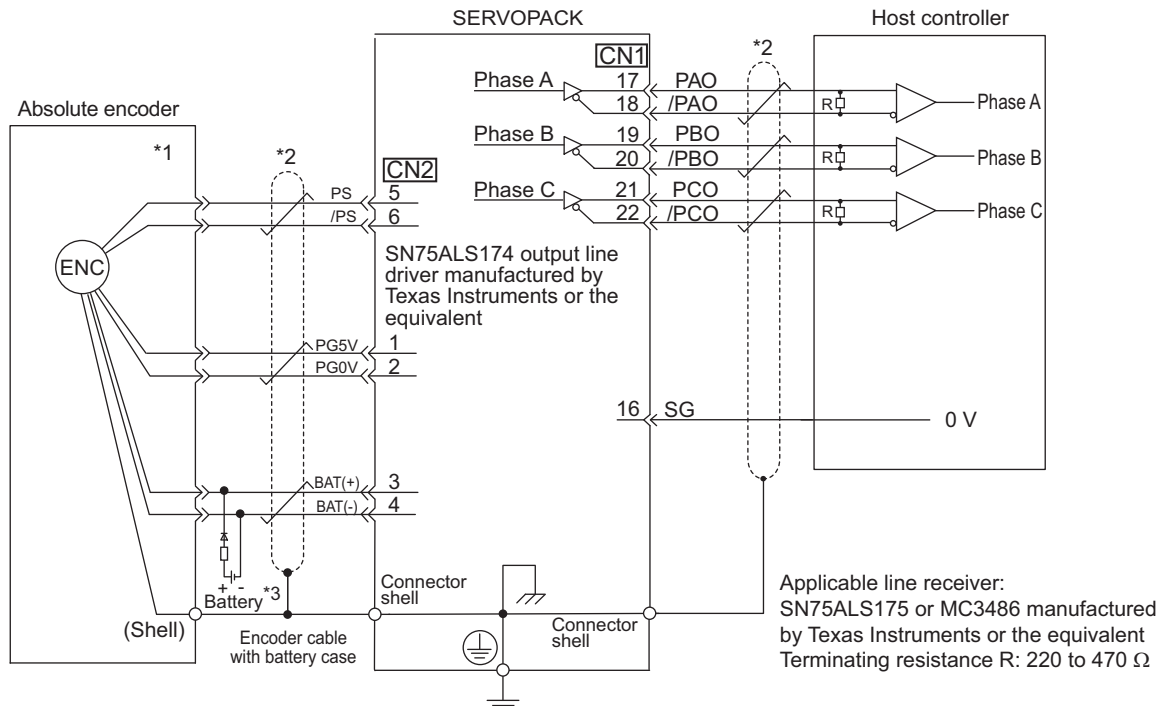 SERVOPACK
Host controller
CN1
*2
Phase A
17
PAO
18
/PAO
R
Phase A
Absolute encoder
Phase B
19
PBO
20
/PBO
R
Phase B
*1
*2
CN2
Phase C
21
PCO
22
/PCO
R
Phase C
PS
5
/PS
6
ENC
SN75ALS174 output line
driver manufactured by
Texas Instruments or the
equivalent
PG5V
1
PG0V
2
16
SG
0 V
BAT(+)
3
BAT(-)
4
+ -
Battery
*3
(Shell)
Encoder cable
with battery case
Connector
shell
Connector
shell
Applicable line receiver:
SN75ALS175 or MC3486 manufactured
by Texas Instruments or the equivalent
Terminating resistance R: 220 to 470 Ω